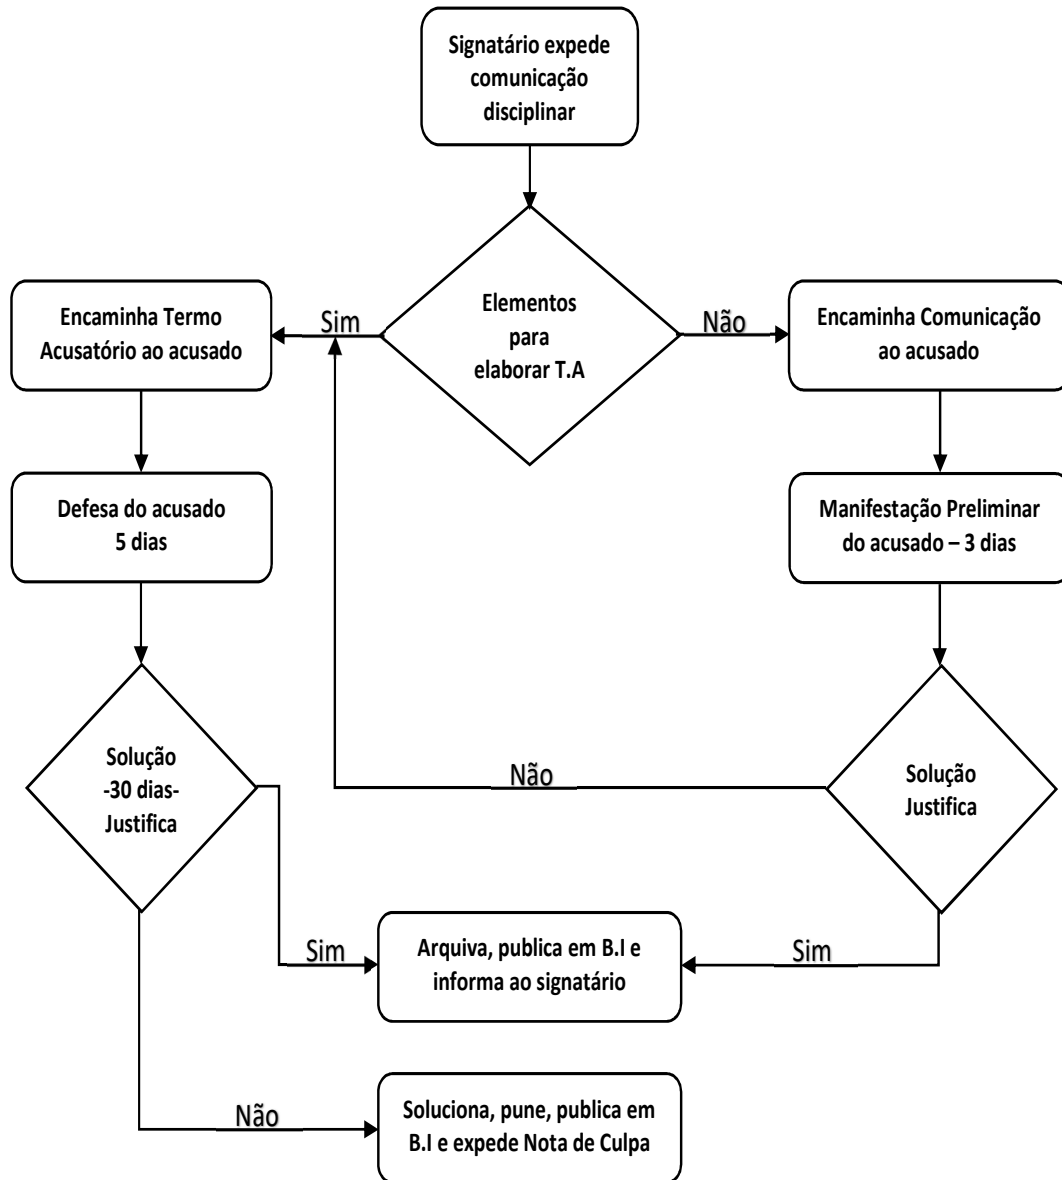 Signatário expede
comunicação
disciplinar
Elementos
para
elaborar T.A
Sim
Não
Encaminha Termo
Acusatório ao acusado
Encaminha Comunicação
ao acusado
Defesa do acusado
5 dias
Manifestação Preliminar
do acusado – 3 dias
Solução
-30 dias-
Justifica
Não
Solução
Justifica
Sim
Arquiva, publica em B.I e
informa ao signatário
Sim
Não
Soluciona, pune, publica em
B.I e expede Nota de Culpa